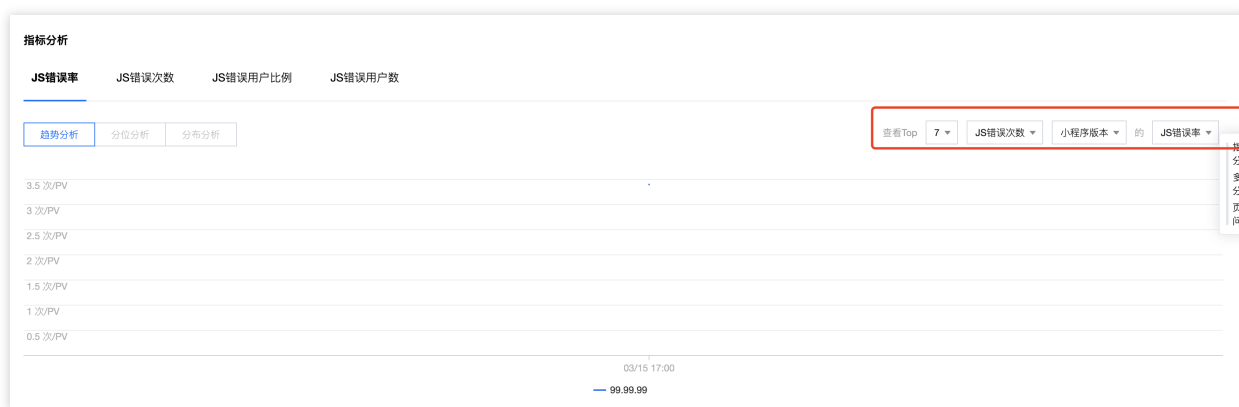 指标分析
JS错误率 JS错误次数 JS错误用户比例 JS错误用户数
趋势分析 分位分析 分布分析 查看Top 7 JS错误次数 小程序版本 的 JS错误率
3.5 次/PV
3 次/PV
2.5 次/PV
2 次/PV
1.5 次/PV
1 次/PV
0.5 次/PV
03/15 17:00
99.99.99